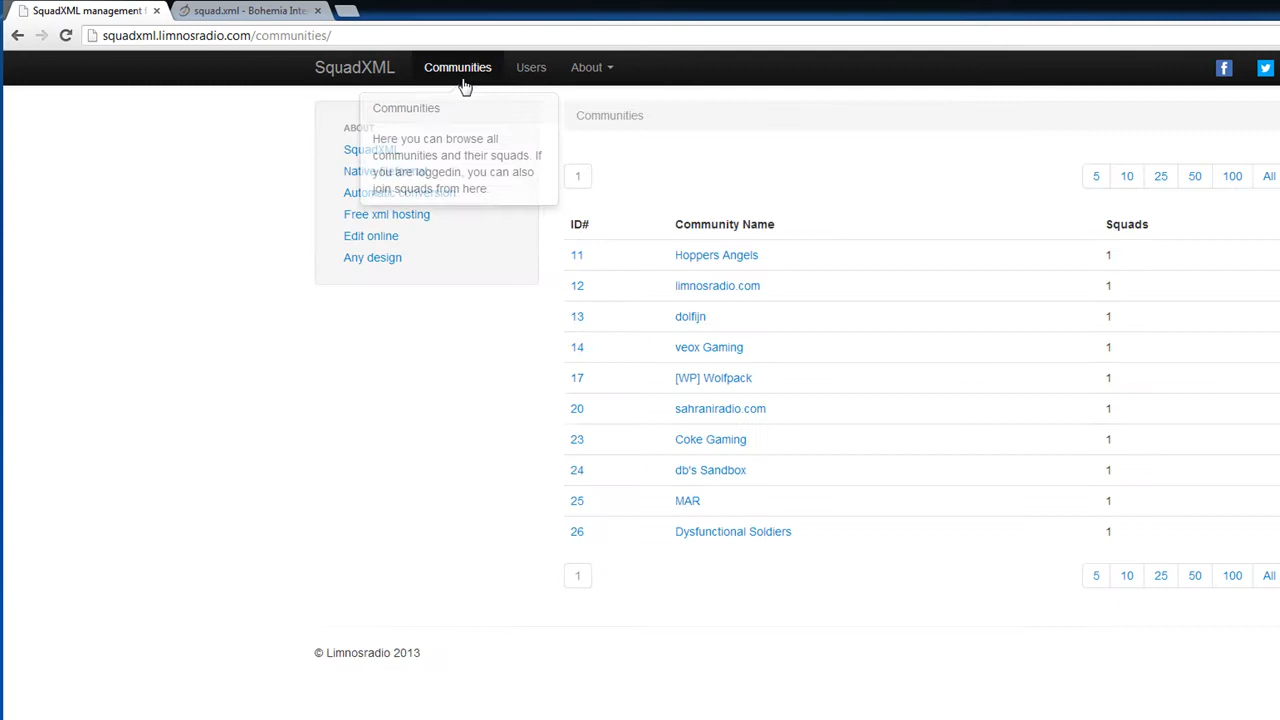 SquadXML management f
squad.xml - Bohemia Inte
squadxml.limnosradio.com/communities/
SquadXML Communities Users About
Communities
Here you can browse all
communities and their squads. If
you are loggedin, you can also
join squads from here.
ABOUT
SquadXML
Automatic conversion
Free xml hosting
Edit online
Any design
Communities
1 5 10 25 50 100 All
ID# Community Name Squads
11 Hoppers Angels 1
12 limnosradio.com 1
13 dolfijn 1
14 veox Gaming 1
17 [WP] Wolfpack 1
20 sahraniradio.com 1
23 Coke Gaming 1
24 db's Sandbox 1
25 MAR 1
26 Dysfunctional Soldiers 1
1 5 10 25 50 100 All
© Limnosradio 2013